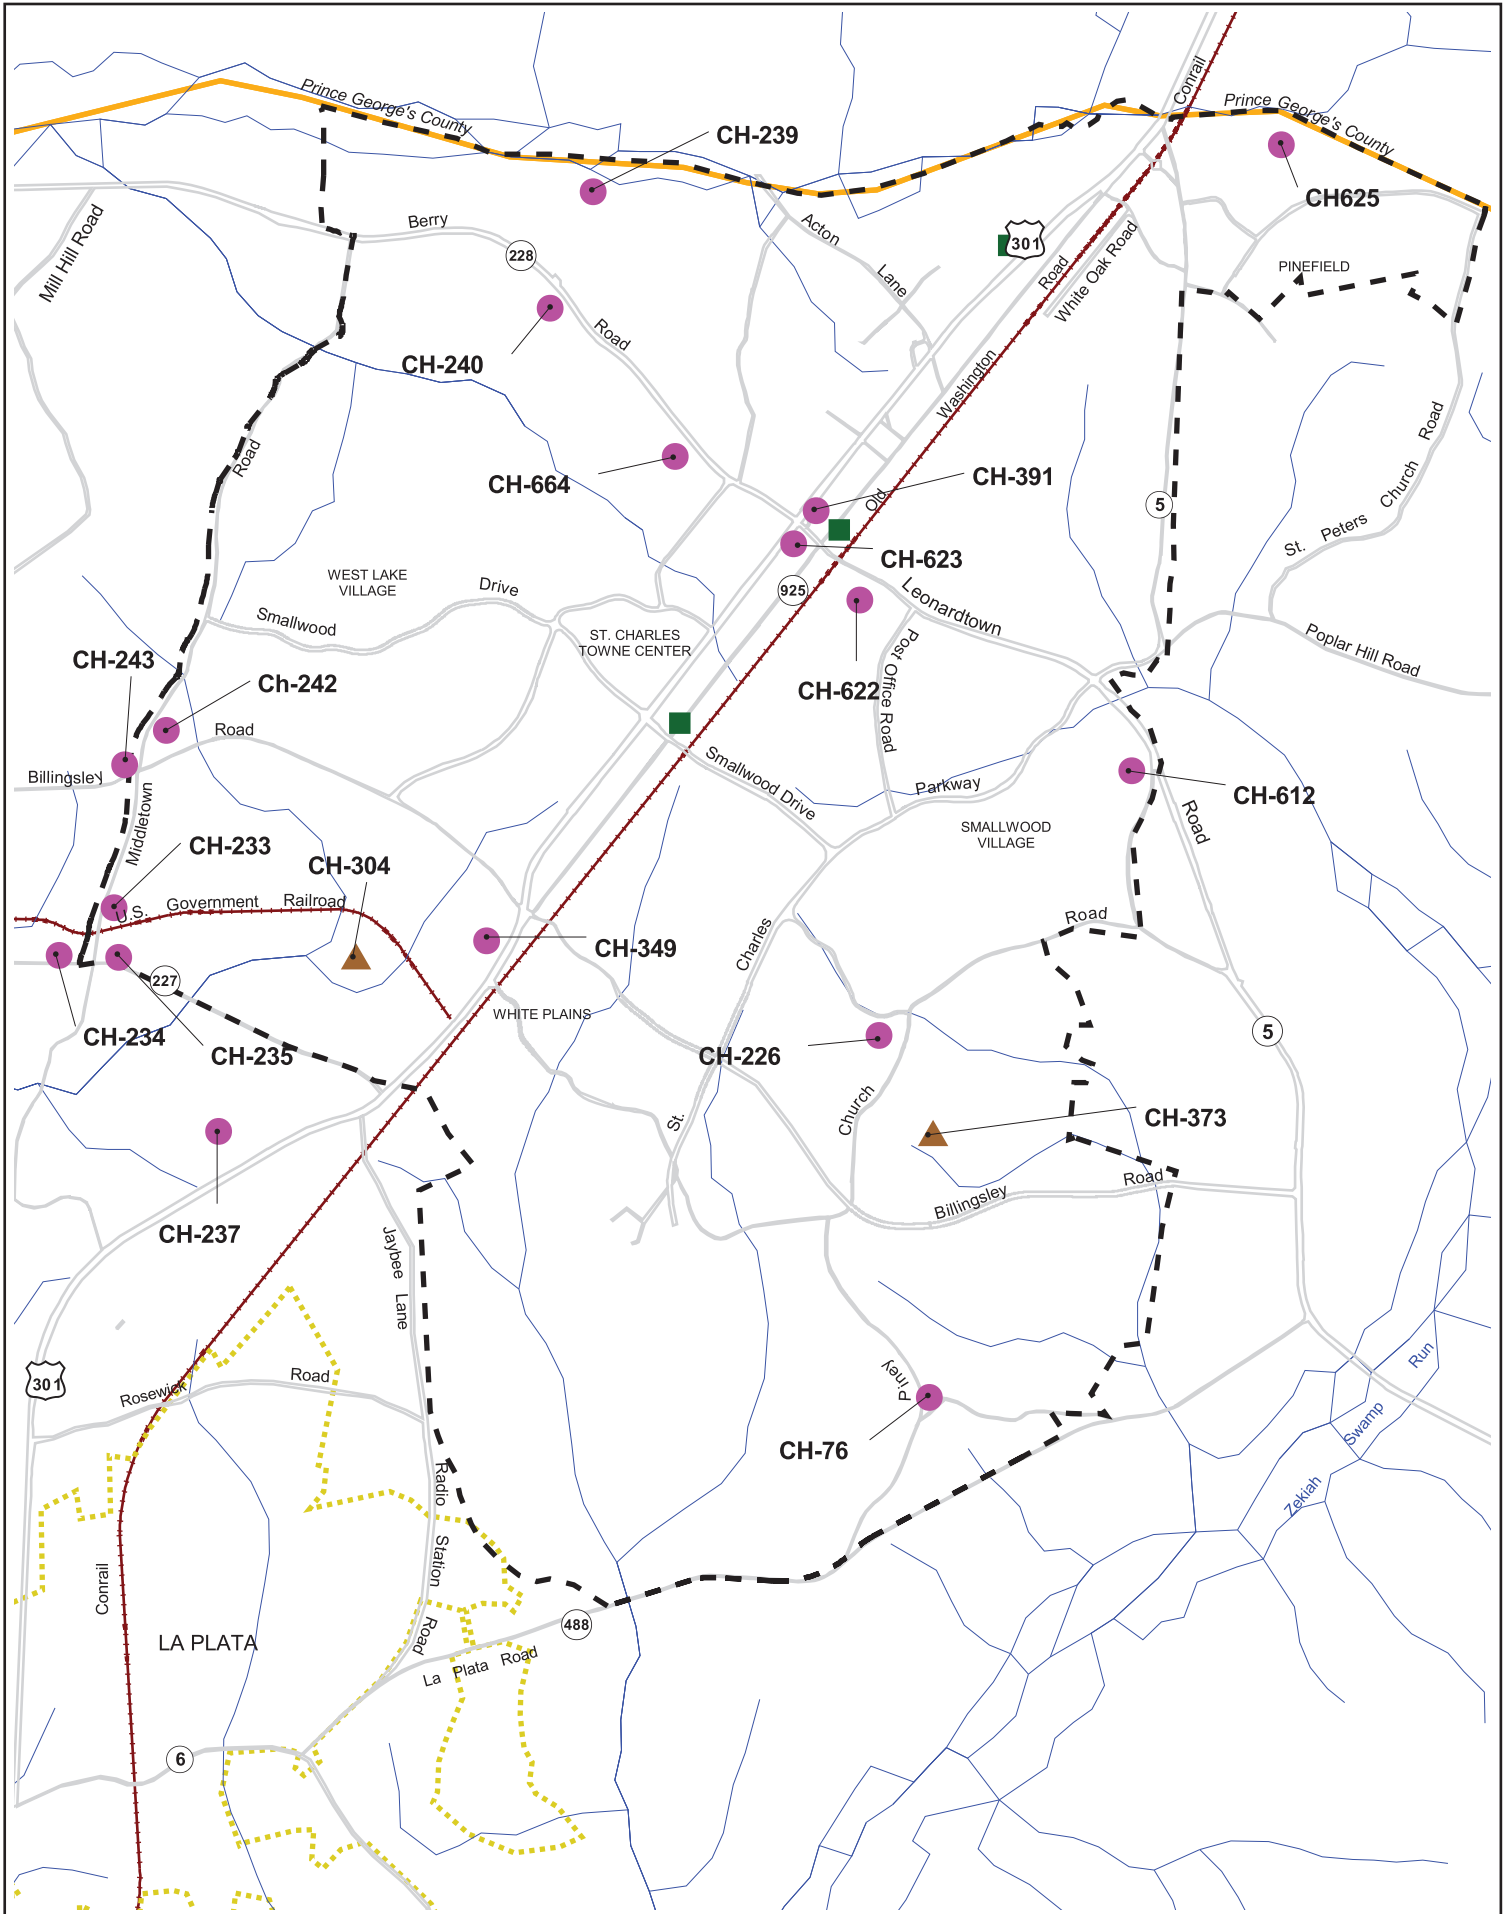 Conrail
Prince George's County
Prince George's County
CH-239
CH625
Mill Hill Road
Berry
228
Acton
Lane
301
Road
White Oak Road
PINEFIELD
CH-240
Road
Washington
Road
CH-664
CH-391
Old
5
Church
Road
St. Peters
WEST LAKE
VILLAGE
Drive
Smallwood
CH-623
925
Leonardtown
ST. CHARLES
TOWNE CENTER
Poplar Hill Road
CH-243
Ch-242
CH-622
Post Office Road
Road
Billingsley
Smallwood Drive
Parkway
CH-612
Middletown
Road
SMALLWOOD
VILLAGE
CH-233
CH-304
U.S. Government Railroad
Road
CH-349
Charles
227
WHITE PLAINS
5
CH-234
CH-235
CH-226
St.
Church
CH-373
Road
Billingsley
CH-237
Jaybee Lane
Run
301
Rosewick
Road
Piney
Swamp
CH-76
Radio
Station
Road
Zekiah
Conrail
488
LA PLATA
La Plata Road
6